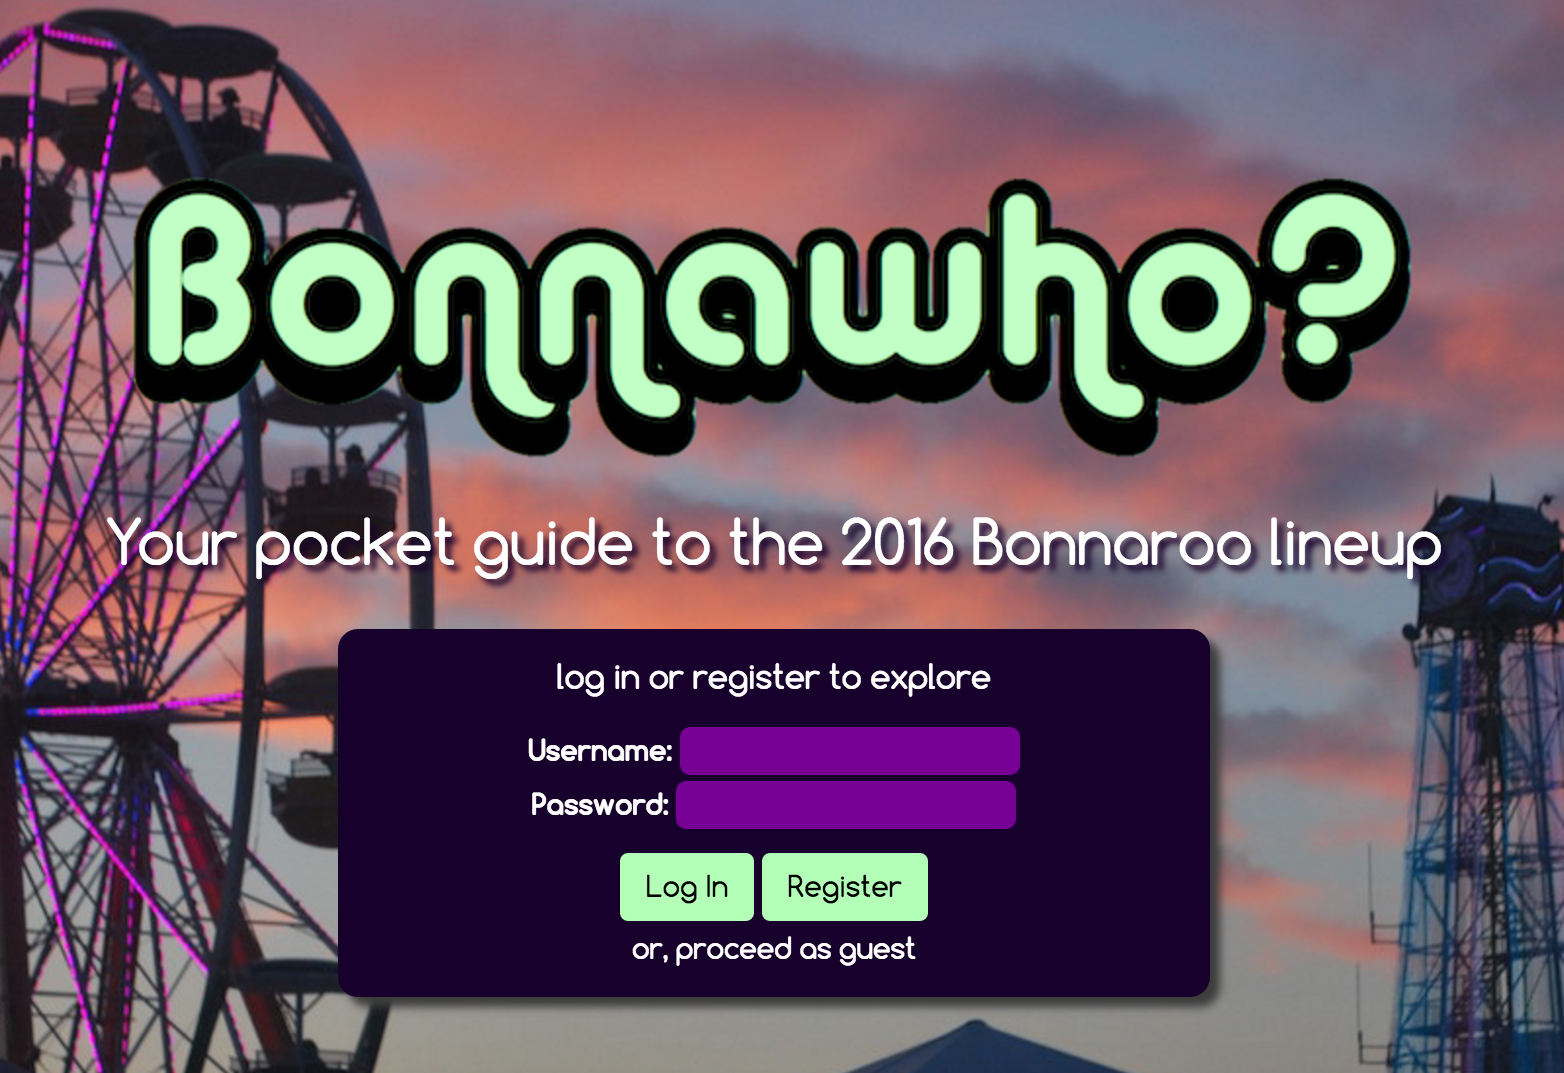 Bonnawho?
Your pocket guide to the 2016 Bonnaroo lineup
log in or register to explore
Username:
Password:
Log In Register
or, proceed as guest